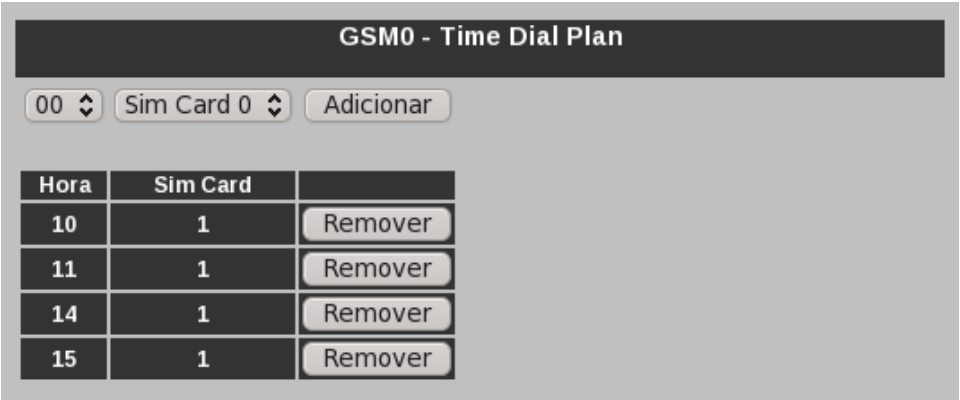 GSM0 - Time Dial Plan
00 Sim Card 0 Adicionar
Hora Sim Card
10 1 Remover
11 1 Remover
14 1 Remover
15 1 Remover